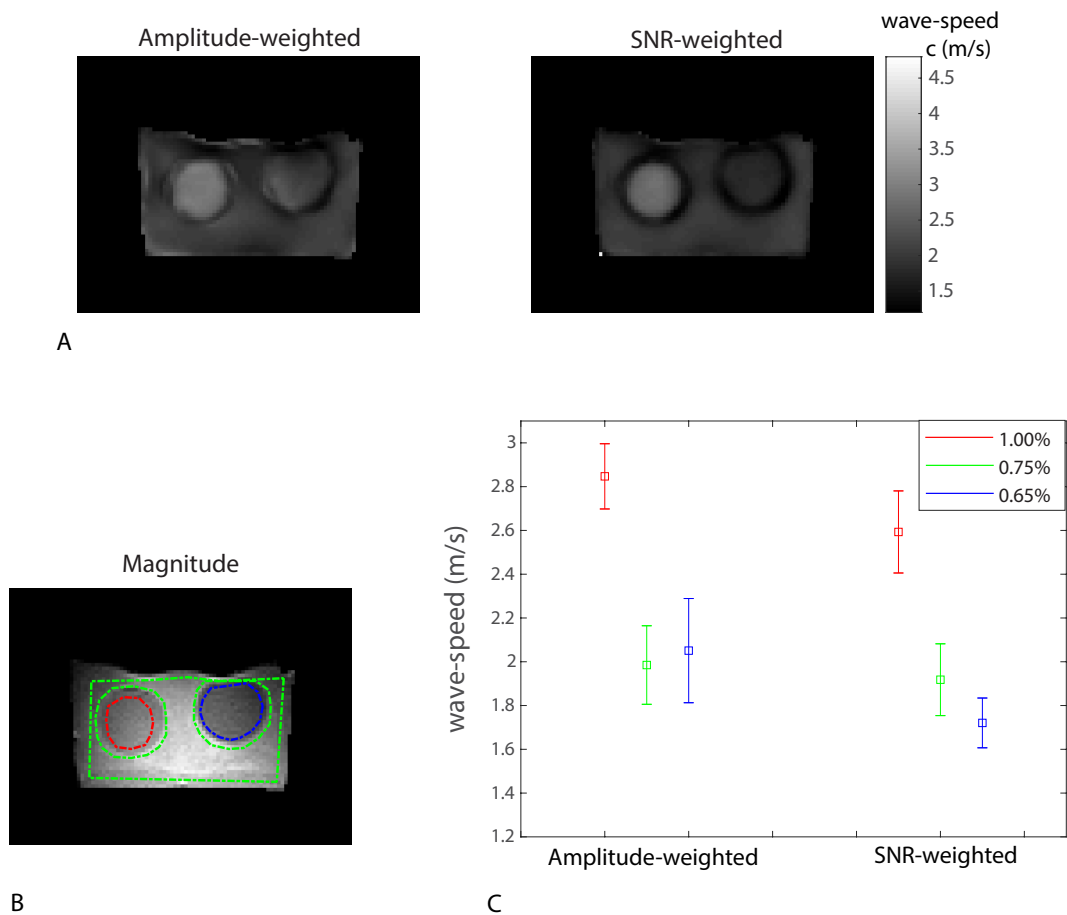 Amplitude-weighted
SNR-weighted
wave-speed
c (m/s)
4.5
4
3.5
3
2.5
2
1.5
A
Magnitude
B
wave-speed (m/s)
3
2.8
2.6
2.4
2.2
2
1.8
1.6
1.4
1.2
1.00%
0.75%
0.65%
Amplitude-weighted
SNR-weighted
C